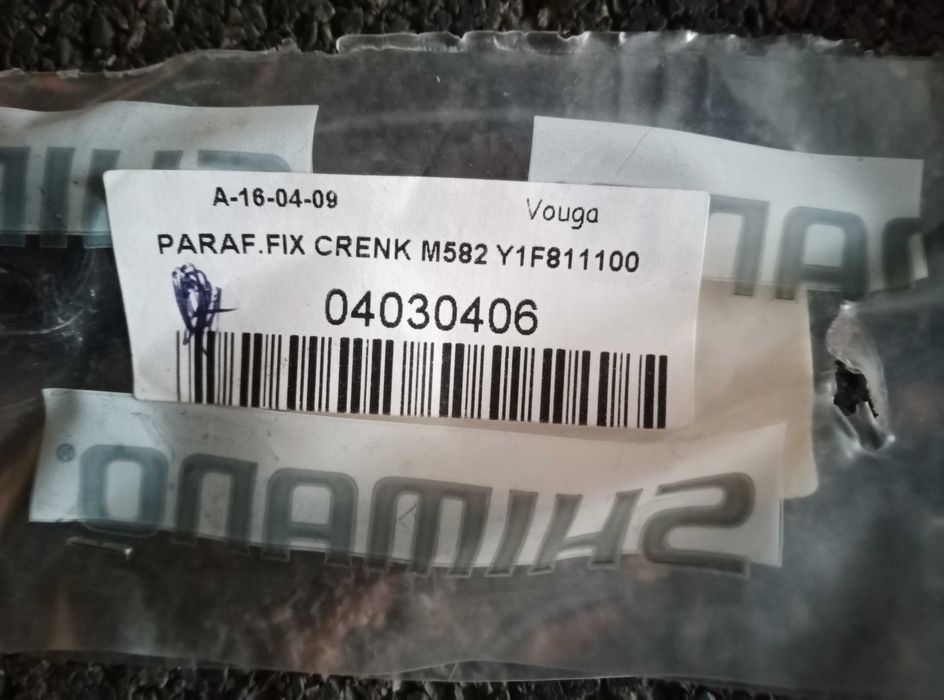 A-16-04-09
Vouga
PARAF.FIX CRENK M582 Y1F811100
04030406
SHIMANO®